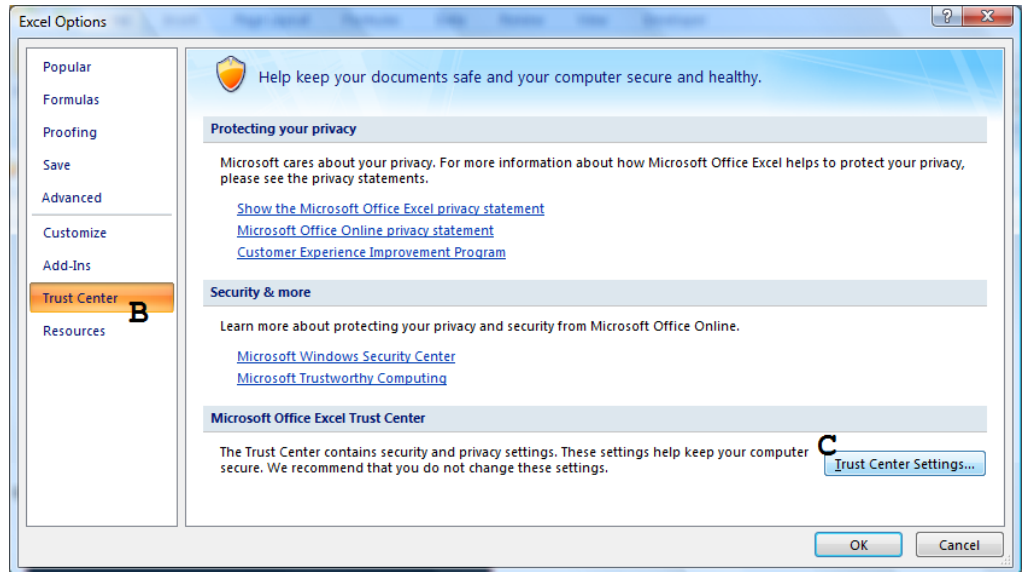 Excel Options
Popular
Formulas
Proofing
Save
Advanced
Customize
Add-Ins
Trust Center
B
Resources
Help keep your documents safe and your computer secure and healthy.
Protecting your privacy
Microsoft cares about your privacy. For more information about how Microsoft Office Excel helps to protect your privacy,
please see the privacy statements.
Show the Microsoft Office Excel privacy statement
Microsoft Office Online privacy statement
Customer Experience Improvement Program
Security & more
Learn more about protecting your privacy and security from Microsoft Office Online.
Microsoft Windows Security Center
Microsoft Trustworthy Computing
Microsoft Office Excel Trust Center
The Trust Center contains security and privacy settings. These settings help keep your computer
secure. We recommend that you do not change these settings.
C
Trust Center Settings...
OK
Cancel